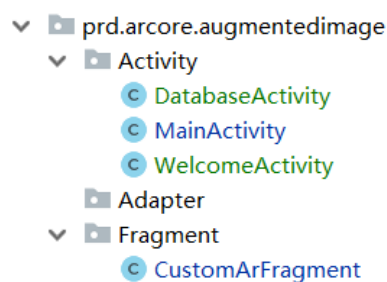 prd.arcore.augmentedimage
Activity
C DatabaseActivity
C MainActivity
C WelcomeActivity
Adapter
Fragment
C CustomArFragment